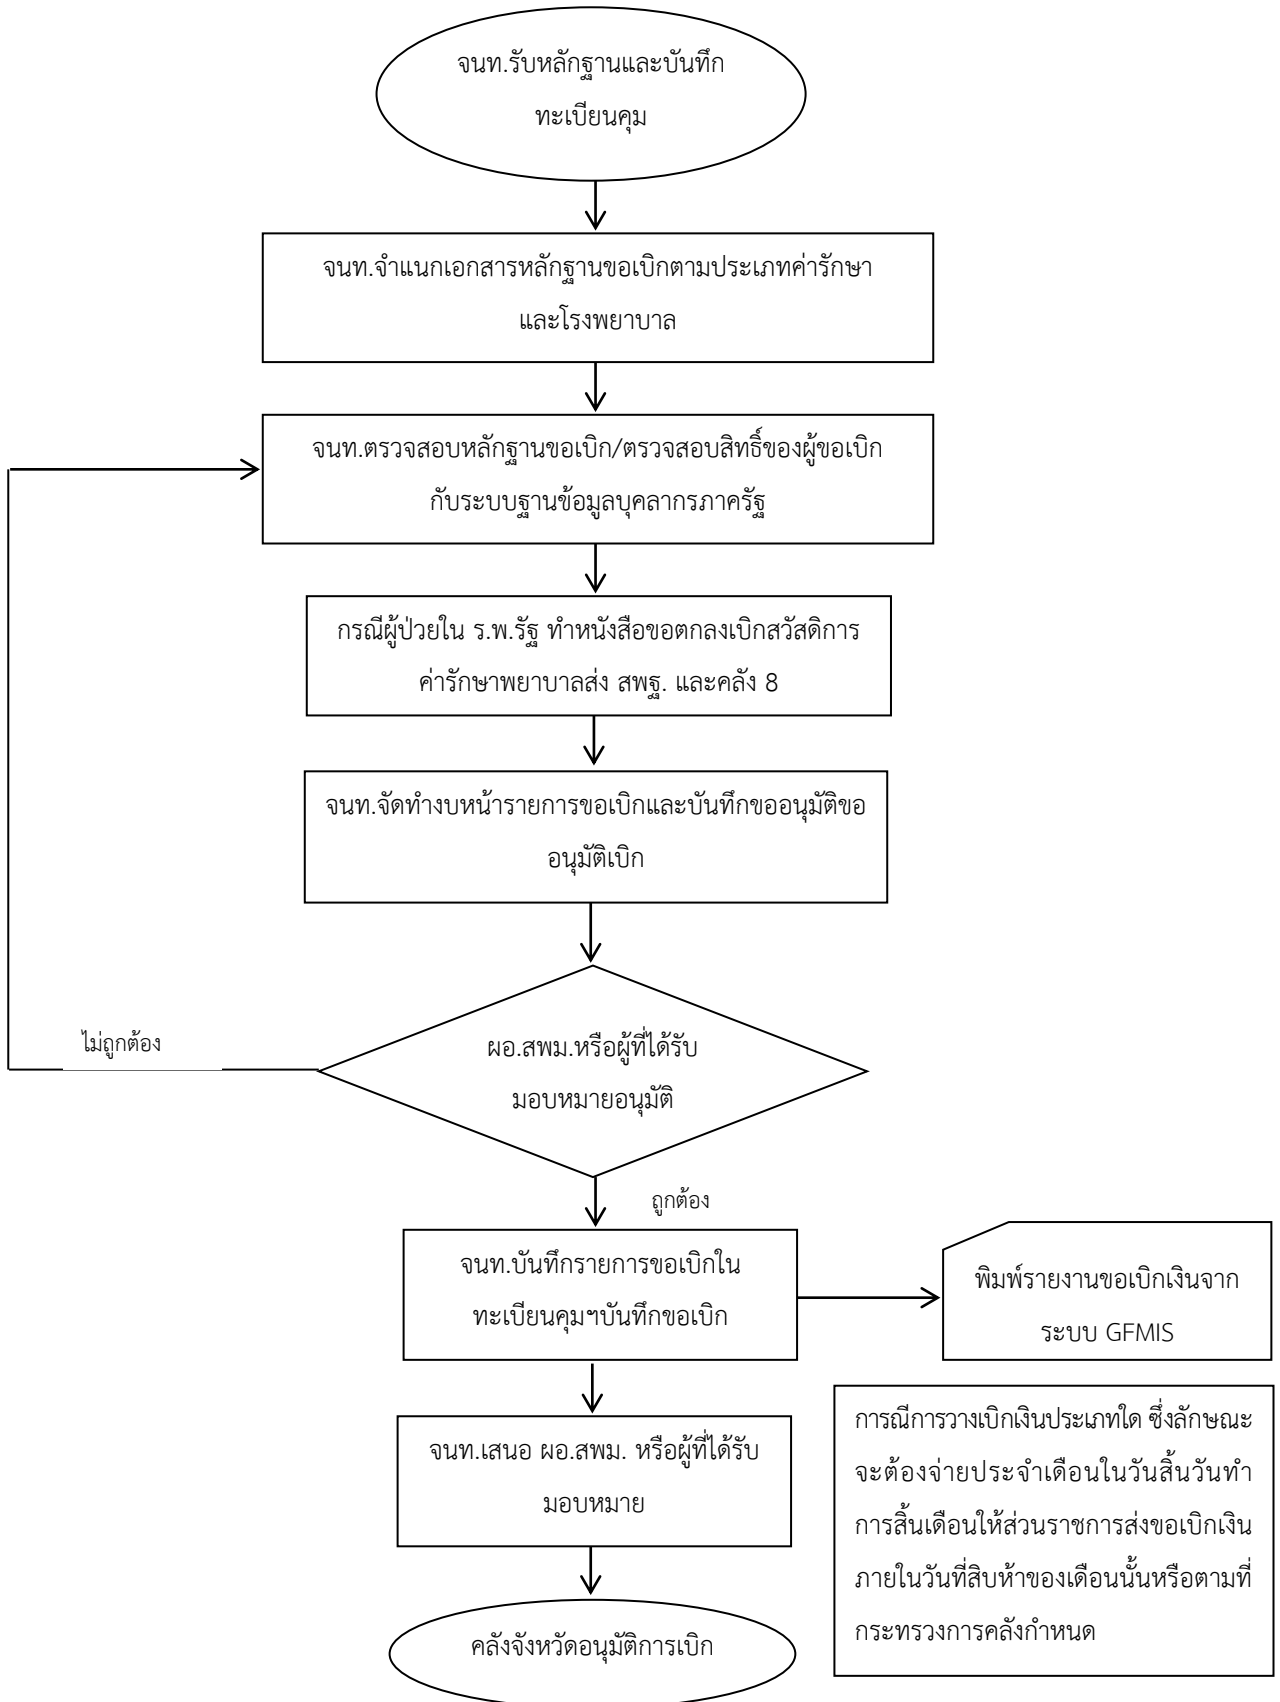 จนท.รับหลักฐานและบันทึก
ทะเบียนคุม
จนท.จำแนกเอกสารหลักฐานขอเบิกตามประเภทค่ารักษา
และโรงพยาบาล
จนท.ตรวจสอบหลักฐานขอเบิก/ตรวจสอบสิทธิ์ของผู้ขอเบิก
กับระบบฐานข้อมูลบุคลากรภาครัฐ
กรณีผู้ป่วยใน ร.พ.รัฐ ทำหนังสือขอตกลงเบิกสวัสดิการ
ค่ารักษาพยาบาลส่ง สพฐ. และคลัง 8
จนท.จัดทำงบหน้ารายการขอเบิกและบันทึกขออนุมัติขอ
อนุมัติเบิก
ไม่ถูกต้อง
ผอ.สพม.หรือผู้ที่ได้รับ
มอบหมายอนุมัติ
ถูกต้อง
จนท.บันทึกรายการขอเบิกใน
ทะเบียนคุมฯบันทึกขอเบิก
พิมพ์รายงานขอเบิกเงินจาก
ระบบ GFMIS
จนท.เสนอ ผอ.สพม. หรือผู้ที่ได้รับ
มอบหมาย
การณีการวางเบิกเงินประเภทใด ซึ่งลักษณะ
จะต้องจ่ายประจำเดือนในวันสิ้นวันทำ
การสิ้นเดือนให้ส่วนราชการส่งขอเบิกเงิน
ภายในวันที่สิบห้าของเดือนนั้นหรือตามที่
กระทรวงการคลังกำหนด
คลังจังหวัดอนุมัติการเบิก